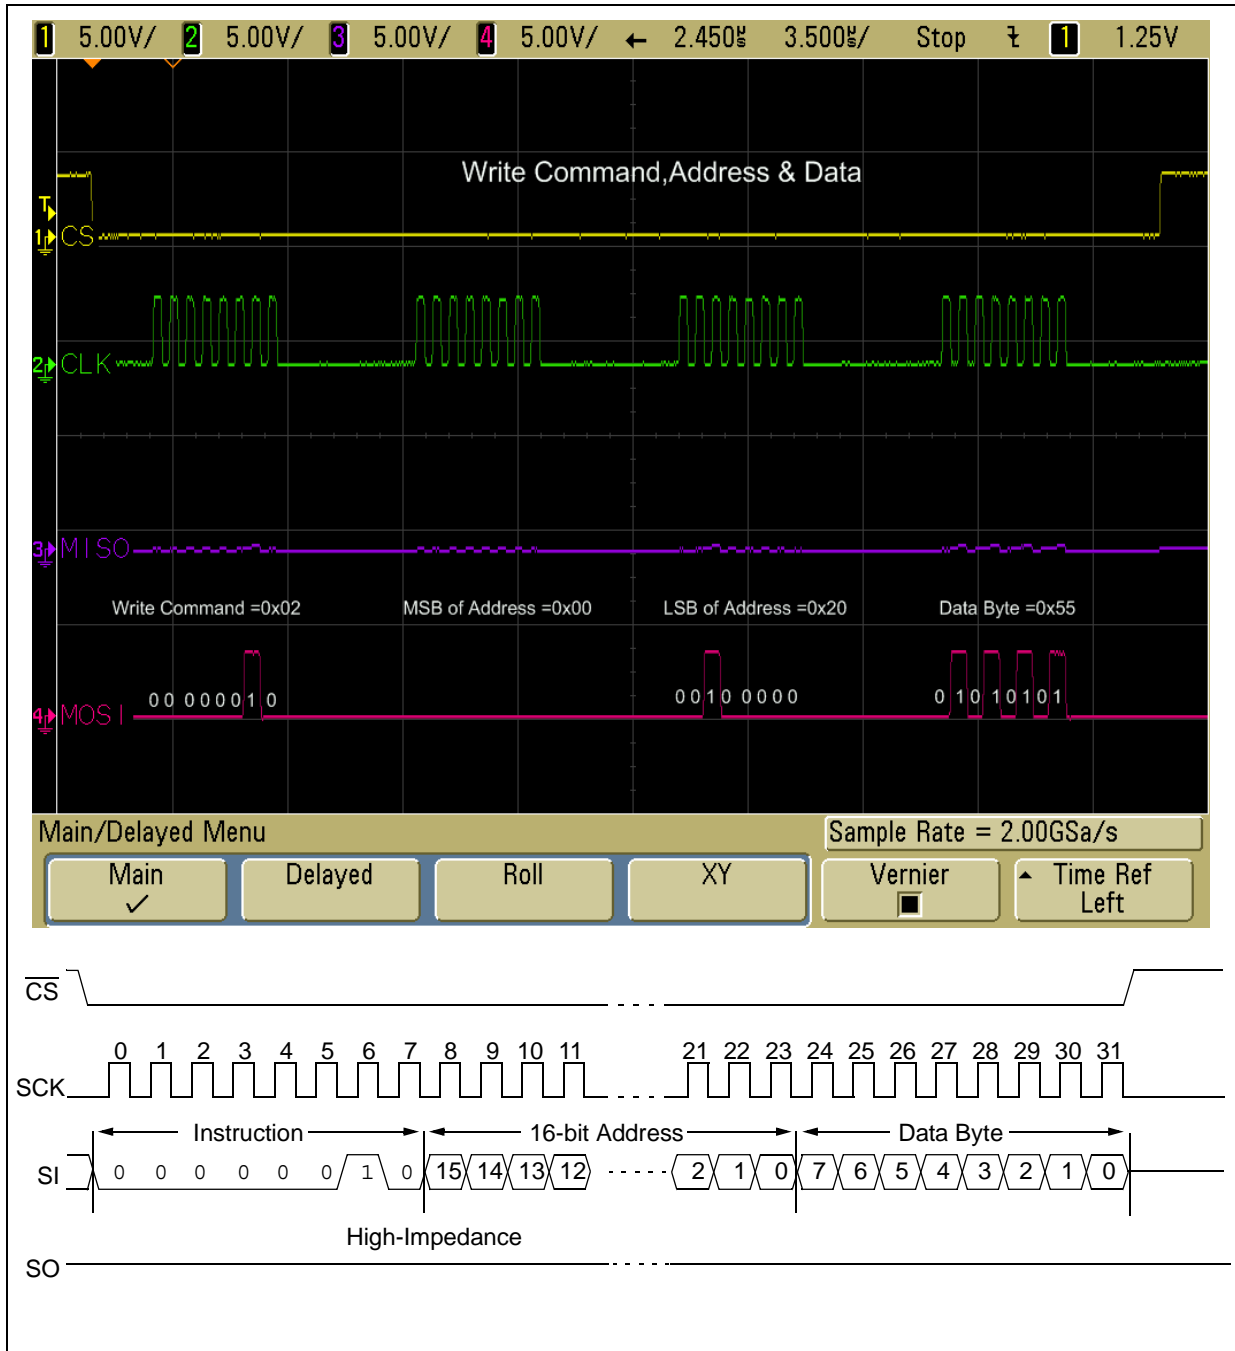 1 5.00V/ 2 5.00V/ 3 5.00V/ 4 5.00V/ ← 2.450us 3.500us/ Stop 1 1.25V
Write Command,Address & Data
T
1 CS
2 CLK
3 MISO
Write Command =0x02 MSB of Address =0x00 LSB of Address =0x20 Data Byte =0x55
0 0 0 0 0 0 1 0 0 0 1 0 0 0 0 0 0 1 0 1 0 1 0 1
4 MOSI
Main/Delayed Menu Sample Rate = 2.00GSa/s
Main ✓ Delayed Roll XY Vernier Time Ref Left
CS
0 1 2 3 4 5 6 7 8 9 10 11 21 22 23 24 25 26 27 28 29 30 31
SCK
Instruction 16-bit Address Data Byte
SI 0 0 0 0 0 0 1 0 15 14 13 12 2 1 0 7 6 5 4 3 2 1 0
High-Impedance
SO